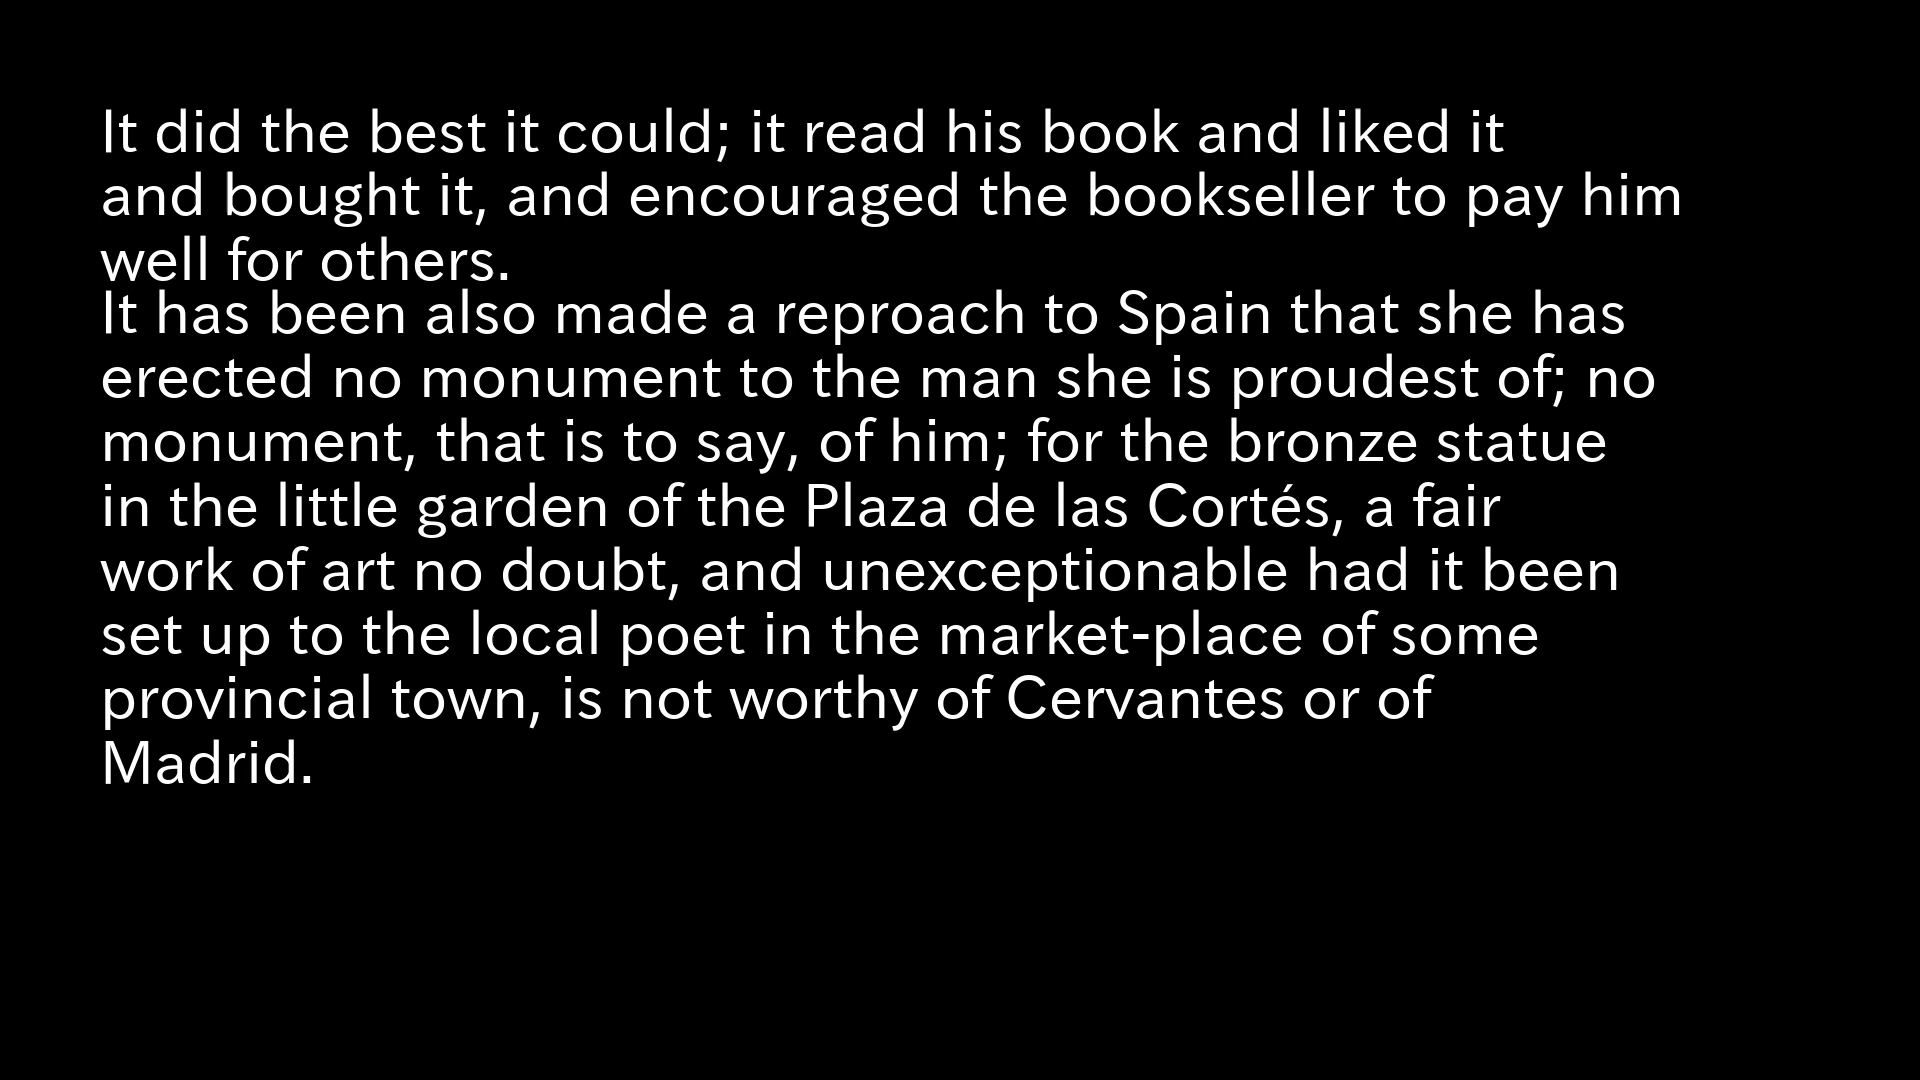 It did the best it could; it read his book and liked it
and bought it, and encouraged the bookseller to pay him
well for others.
It has been also made a reproach to Spain that she has
erected no monument to the man she is proudest of; no
monument, that is to say, of him; for the bronze statue
in the little garden of the Plaza de las Cortés, a fair
work of art no doubt, and unexceptionable had it been
set up to the local poet in the market-place of some
provincial town, is not worthy of Cervantes or of
Madrid.